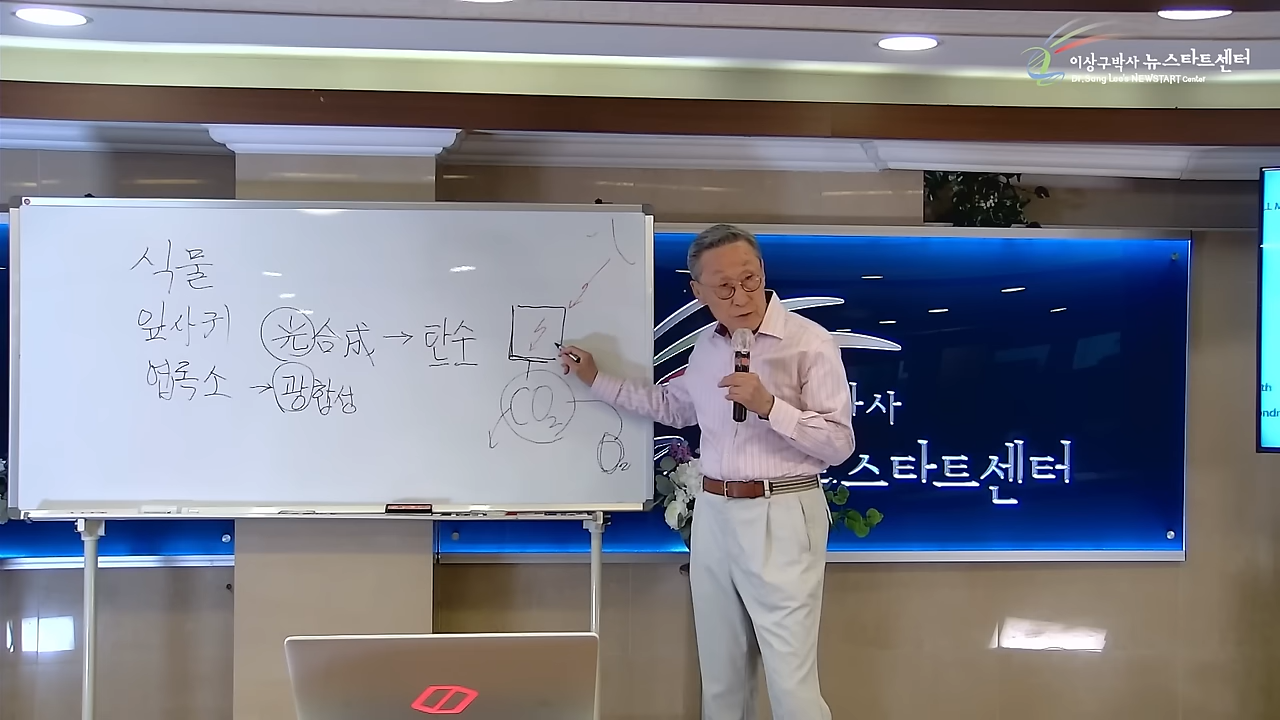 이상구박사 뉴스타트센터
Dr. Sang Lee's NEWSTART Center
식물
잎사귀
엽록소 → 광합성
光合成 → 탄수
CO₂
O₂
박사
뉴스타트센터
th